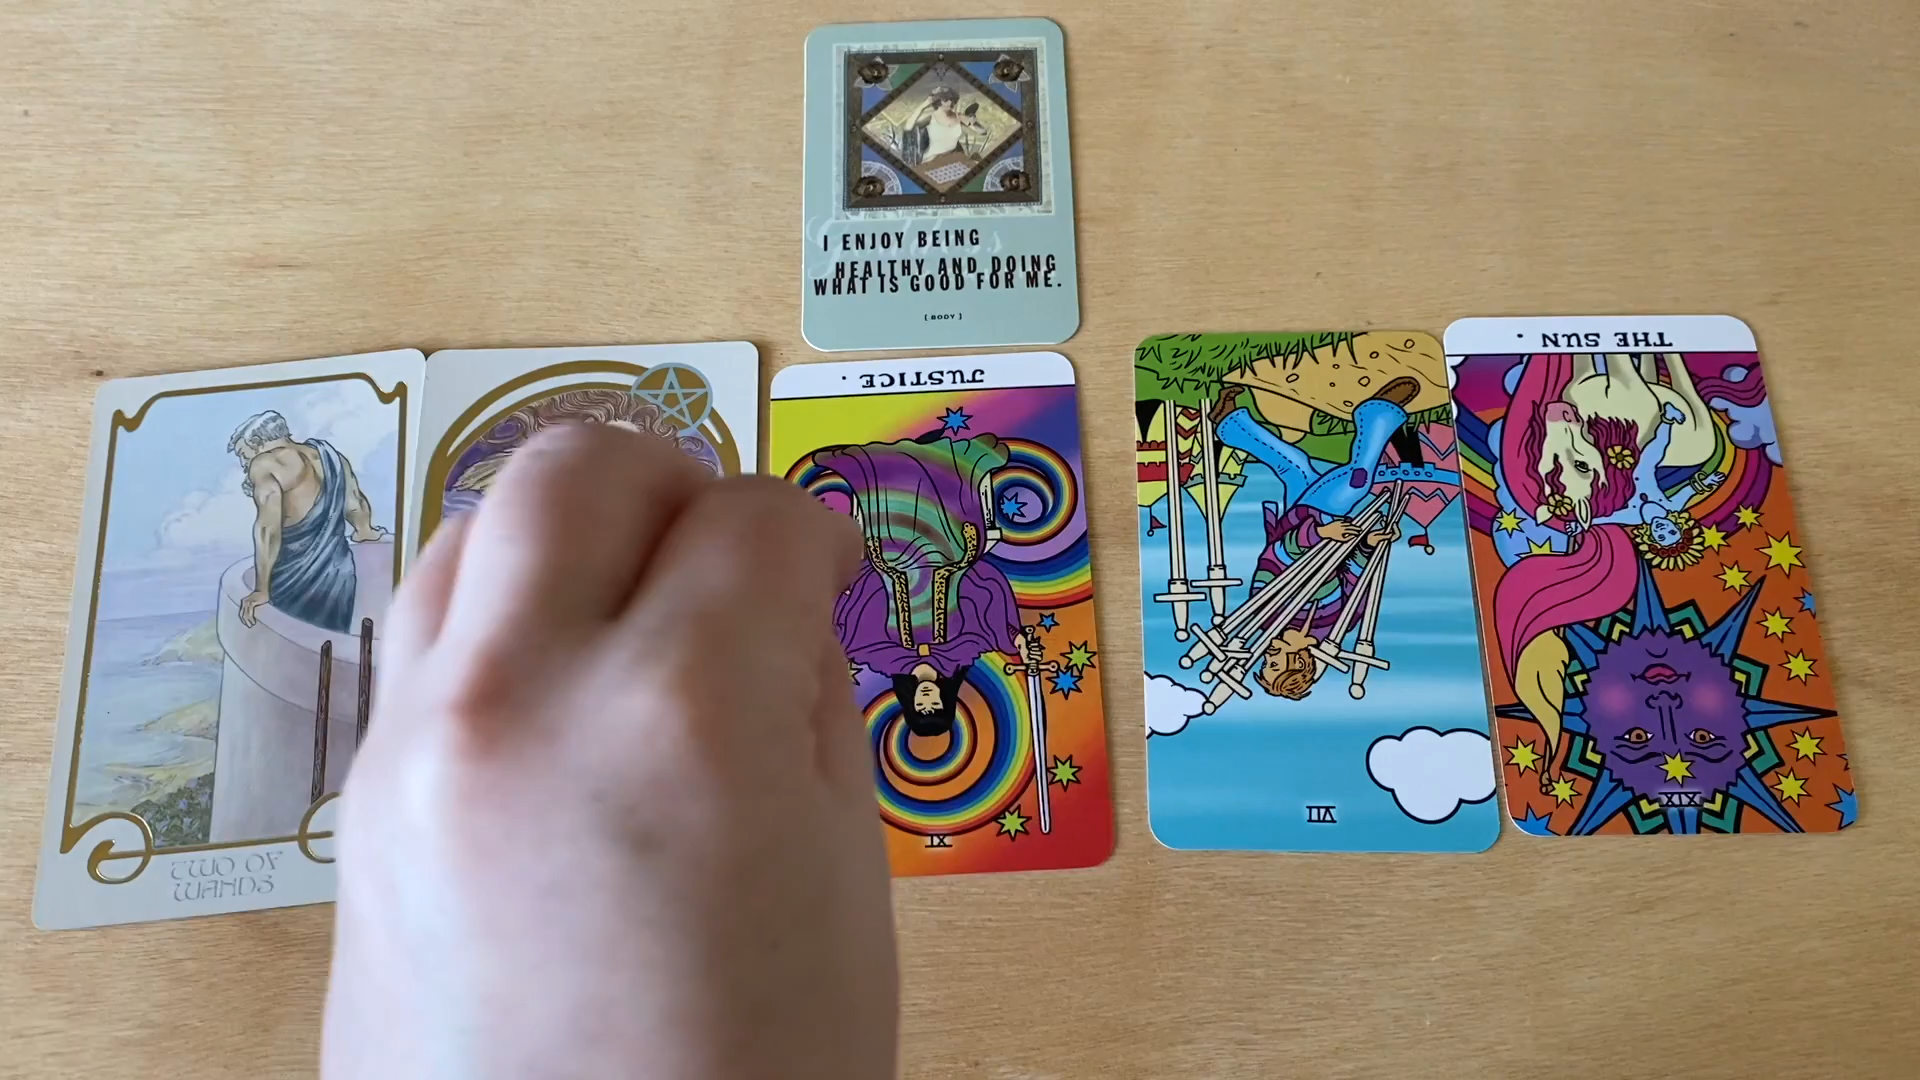 I ENJOY BEING
HEALTHY AND DOING
WHAT IS GOOD FOR ME.
[BODY]
THE SUN.
JUSTICE.
TWO OF
WANDS
VII
XIX
XI